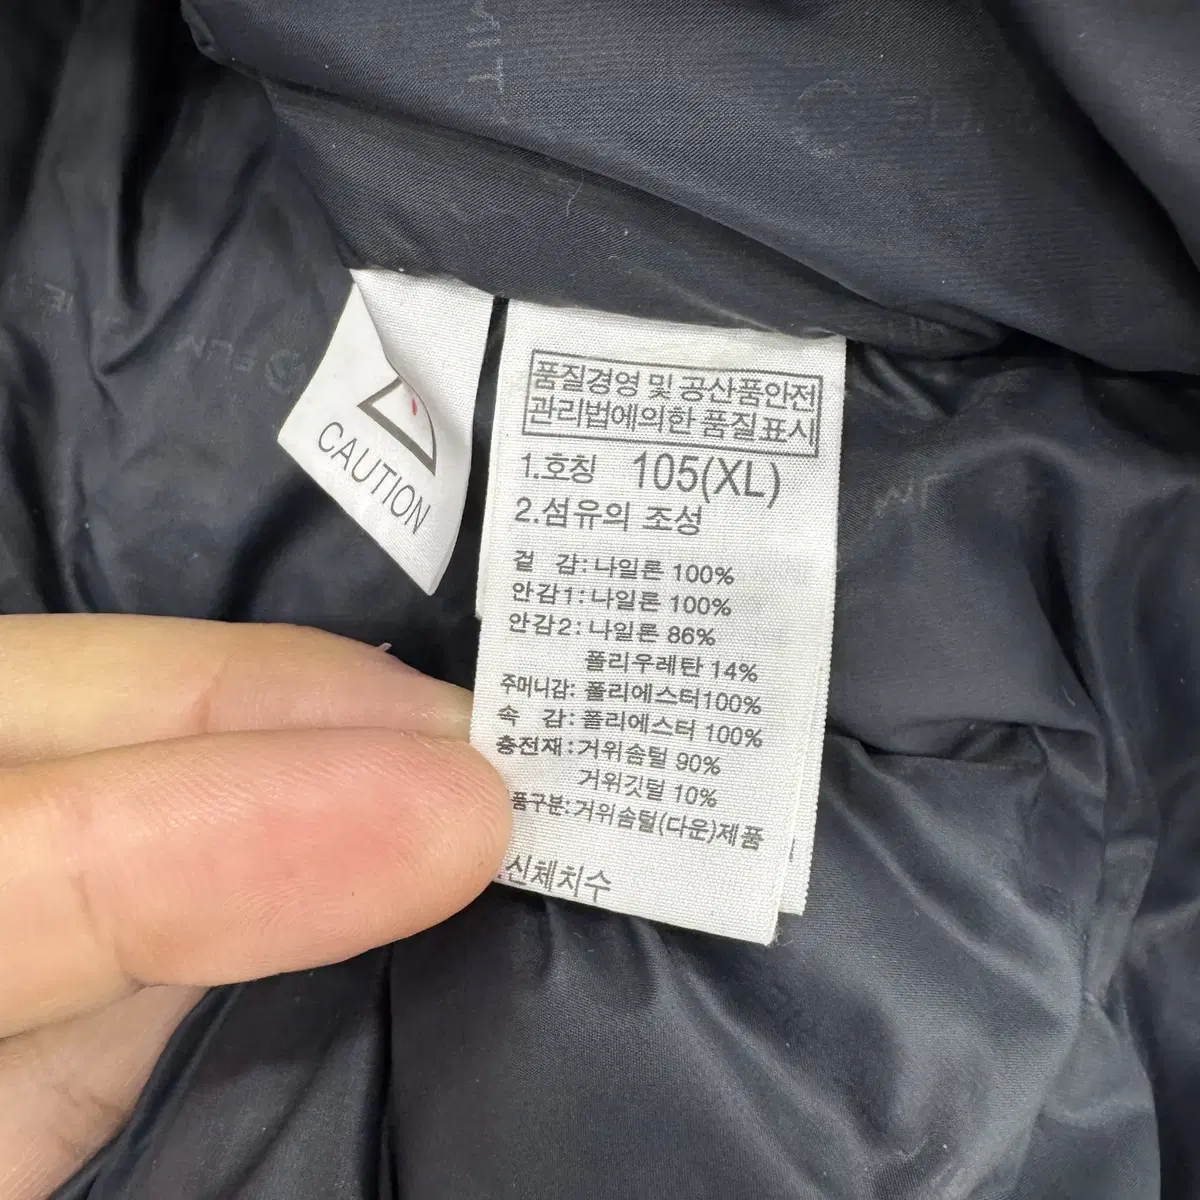 CAUTION
품질경영 및 공산품안전
관리법에의한 품질표시
1.호칭 105(XL)
2.섬유의 조성
겉 감:나일론 100%
안감1:나일론 100%
안감2:나일론 86%
폴리우레탄 14%
주머니감:폴리에스터100%
속 감:폴리에스터 100%
충전재:거위솜털 90%
거위깃털 10%
품구분:거위솜털(다운)제품
신체치수